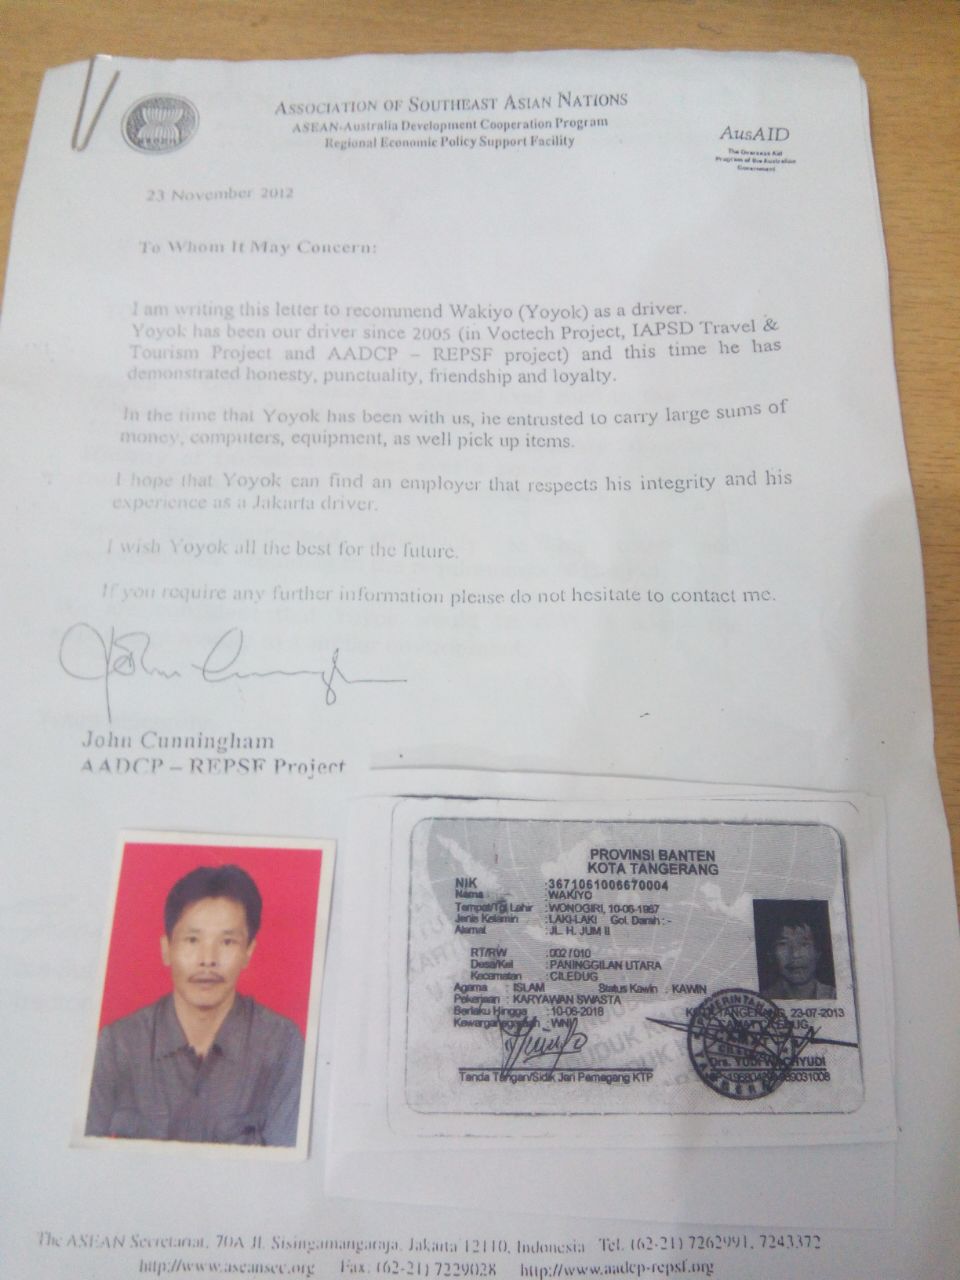 ASSOCIATION OF SOUTHEAST ASIAN NATIONS
ASEAN-Australia Development Cooperation Program
Regional Economic Policy Support Facility
AusAID
The Overseas Aid
Program of the Australian
Government
23 November 2012
To Whom It May Concern:
I am writing this letter to recommend Wakiyo (Yoyok) as a driver.
Yoyok has been our driver since 2005 (in Voctech Project, IAPSD Travel &
Tourism Project and AADCP – REPSF project) and this time he has
demonstrated honesty, punctuality, friendship and loyalty.
In the time that Yoyok has been with us, he entrusted to carry large sums of
money, computers, equipment, as well pick up items.
I hope that Yoyok can find an employer that respects his integrity and his
experience as a Jakarta driver.
I wish Yoyok all the best for the future.
If you require any further information please do not hesitate to contact me.
John Cunningham
AADCP – REPSF Project
PROVINSI BANTEN
KOTA TANGERANG
NIK : 3671061006670004
Nama : WAKIYO
Tempat/Tgl Lahir : WONOGIRI, 10-06-1967
Jenis Kelamin : LAKI-LAKI Gol. Darah : -
Alamat : JL. H. JUM II
RT/RW : 002 / 010
Desa/Kel : PANINGGILAN UTARA
Kecamatan : CILEDUG
Agama : ISLAM Status Kawin : KAWIN
Pekerjaan : KARYAWAN SWASTA
Berlaku Hingga : 10-06-2018
KOTA TANGERANG, 23-07-2013
Kewarganegaraan : WNI
CAMAT CILEDUG
Drs. YUDI WAHYUDI
Tanda Tangan/Sidik Jari Pemegang KTP
The ASEAN Secretariat, 70A Jl. Sisingamangaraja, Jakarta 12110, Indonesia Tel. (62-21) 7262991, 7243372
http://www.aseansec.org Fax. (62-21) 7229028 http://www.aadcp-repsf.org